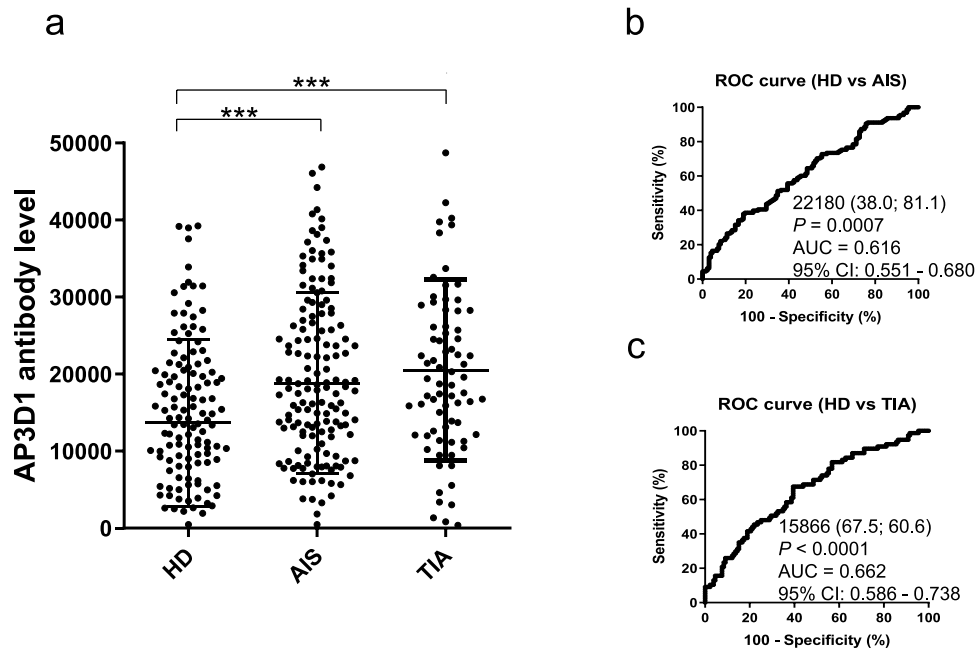 a
***
***
50000
40000
30000
20000
10000
0
AP3D1 antibody level
HD
AIS
TIA
b
ROC curve (HD vs AIS)
100
80
60
40
20
0
Sensitivity (%)
22180 (38.0; 81.1)
P = 0.0007
AUC = 0.616
95% CI: 0.551 - 0.680
0 20 40 60 80 100
100 - Specificity (%)
c
ROC curve (HD vs TIA)
100
80
60
40
20
0
Sensitivity (%)
15866 (67.5; 60.6)
P < 0.0001
AUC = 0.662
95% CI: 0.586 - 0.738
0 20 40 60 80 100
100 - Specificity (%)